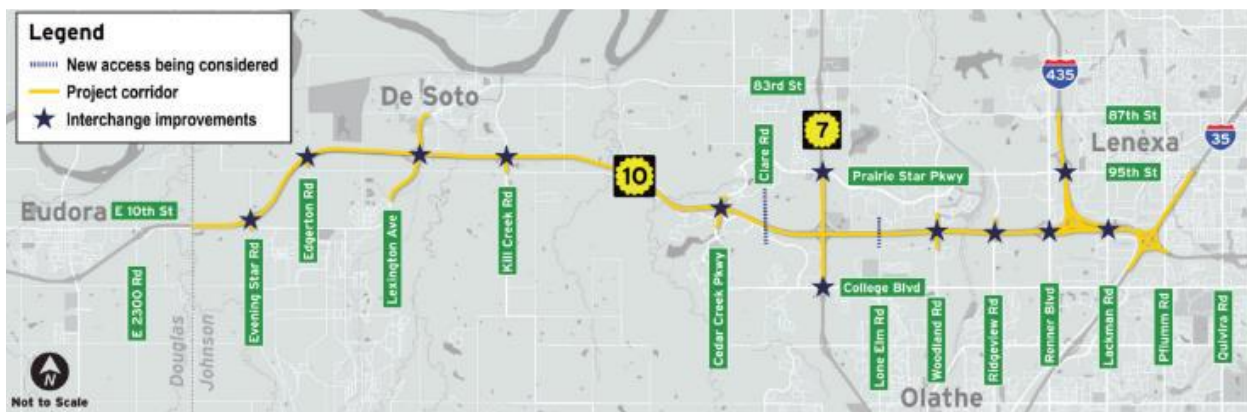 Legend
New access being considered
Project corridor
Interchange improvements
De Soto
83rd St
7
435
87th St
Lenexa
35
Clare Rd
10
Prairie Star Pkwy
95th St
Eudora
E 10th St
Edgerton Rd
Lexington Ave
Kill Creek Rd
Evening Star Rd
E 2300 Rd
Douglas
Johnson
Cedar Creek Pkwy
College Blvd
Lone Elm Rd
Woodland Rd
Ridgeview Rd
Renner Blvd
Lackman Rd
Pflumm Rd
Quivira Rd
Olathe
N
Not to Scale